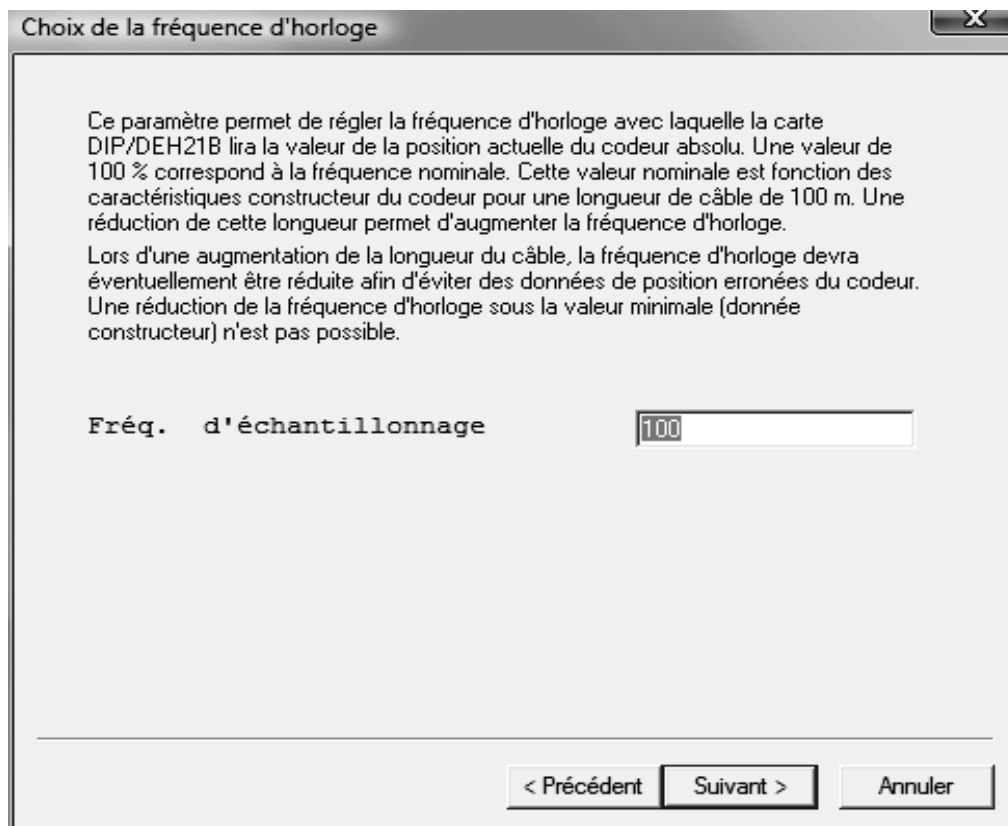 Choix de la fréquence d'horloge
Ce paramètre permet de régler la fréquence d'horloge avec laquelle la carte
DIP/DEH21B lira la valeur de la position actuelle du codeur absolu. Une valeur de
100 % correspond à la fréquence nominale. Cette valeur nominale est fonction des
caractéristiques constructeur du codeur pour une longueur de câble de 100 m. Une
réduction de cette longueur permet d'augmenter la fréquence d'horloge.
Lors d'une augmentation de la longueur du câble, la fréquence d'horloge devra
éventuellement être réduite afin d'éviter des données de position erronées du codeur.
Une réduction de la fréquence d'horloge sous la valeur minimale (donnée
constructeur) n'est pas possible.
Fréq. d'échantillonnage 100
< Précédent Suivant > Annuler